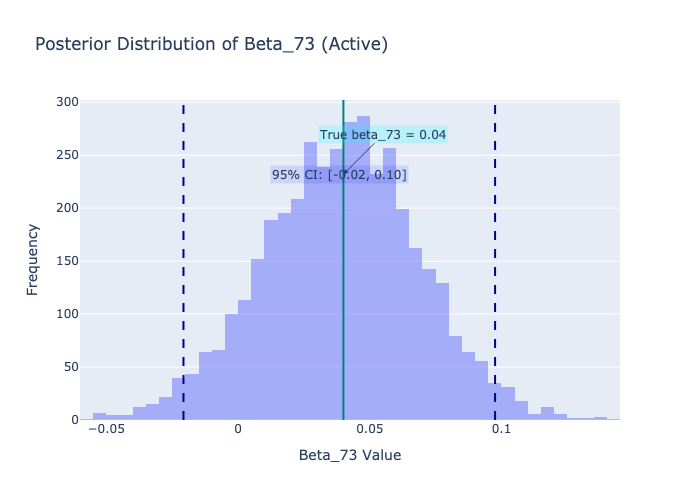 Posterior Distribution of Beta_73 (Active)
300
250
200
150
100
50
0
Frequency
True beta_73 = 0.04
95% CI: [-0.02, 0.10]
−0.05
0
0.05
0.1
Beta_73 Value